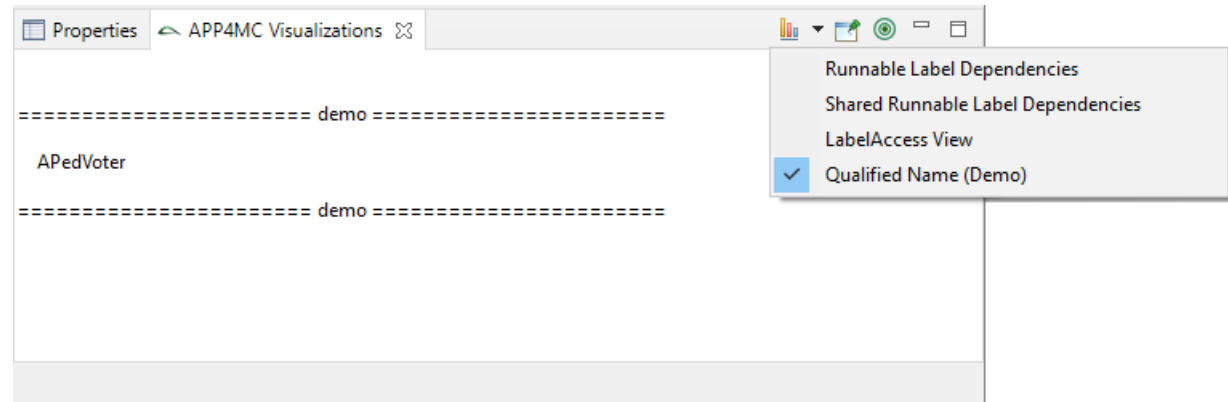 Properties
APP4MC Visualizations
Runnable Label Dependencies
Shared Runnable Label Dependencies
LabelAccess View
Qualified Name (Demo)
======================= demo =======================
APedVoter
======================= demo =======================